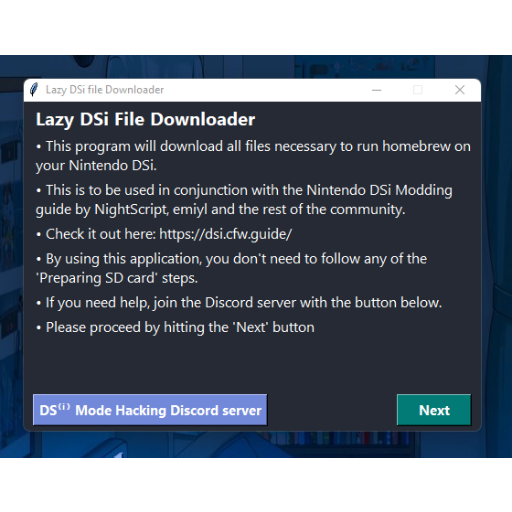 Lazy DSi file Downloader
Lazy DSi File Downloader
• This program will download all files necessary to run homebrew on
your Nintendo DSi.
• This is to be used in conjunction with the Nintendo DSi Modding
guide by NightScript, emiyl and the rest of the community.
• Check it out here: https://dsi.cfw.guide/
• By using this application, you don't need to follow any of the
'Preparing SD card' steps.
• If you need help, join the Discord server with the button below.
• Please proceed by hitting the 'Next' button
DS⁽ⁱ⁾ Mode Hacking Discord server
Next